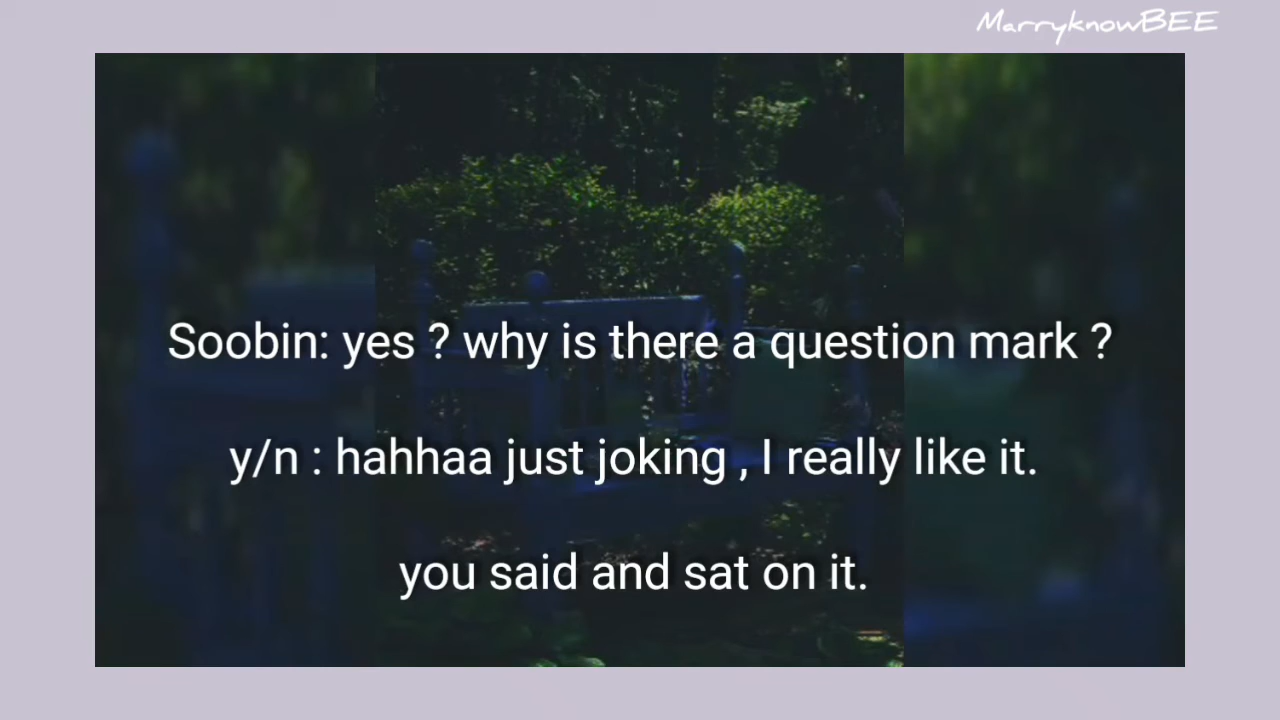 MarryknowBEE
Soobin: yes ? why is there a question mark ?
y/n : hahhaa just joking , I really like it.
you said and sat on it.